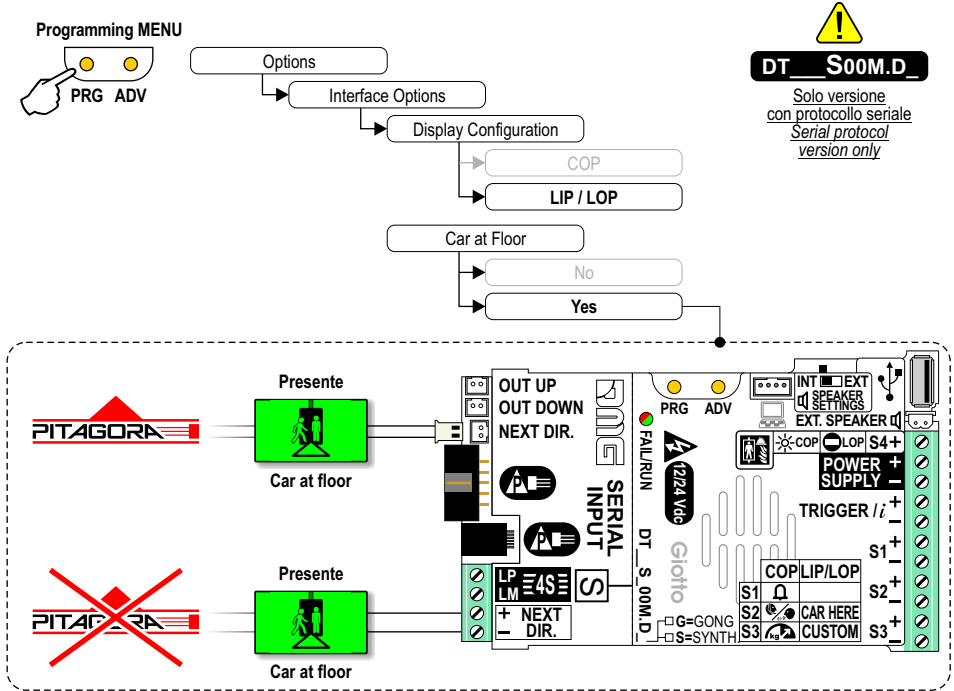 Programming MENU
PRG ADV
Options
Interface Options
Display Configuration
COP
LIP / LOP
Car at Floor
No
Yes
!
DT___S00M.D_
Solo versione
con protocollo seriale
Serial protocol
version only
PITAGORA
Presente
Car at floor
PITAGORA
Presente
Car at floor
OUT UP
OUT DOWN
NEXT DIR.
P
P
SERIAL
INPUT
LP
LM
4S
S
+ NEXT
− DIR.
DMG
PRG ADV
FAIL/RUN
12/24 Vdc
DT___S_00M.D_
Giotto
G=GONG
S=SYNTH
INT EXT
SPEAKER
SETTINGS
EXT. SPEAKER
COP LOP S4+
POWER +
SUPPLY −
TRIGGER / i +
−
S1 +
−
S2 +
−
S3 +
−
COP LIP/LOP
S1
S2 CAR HERE
S3 kg CUSTOM